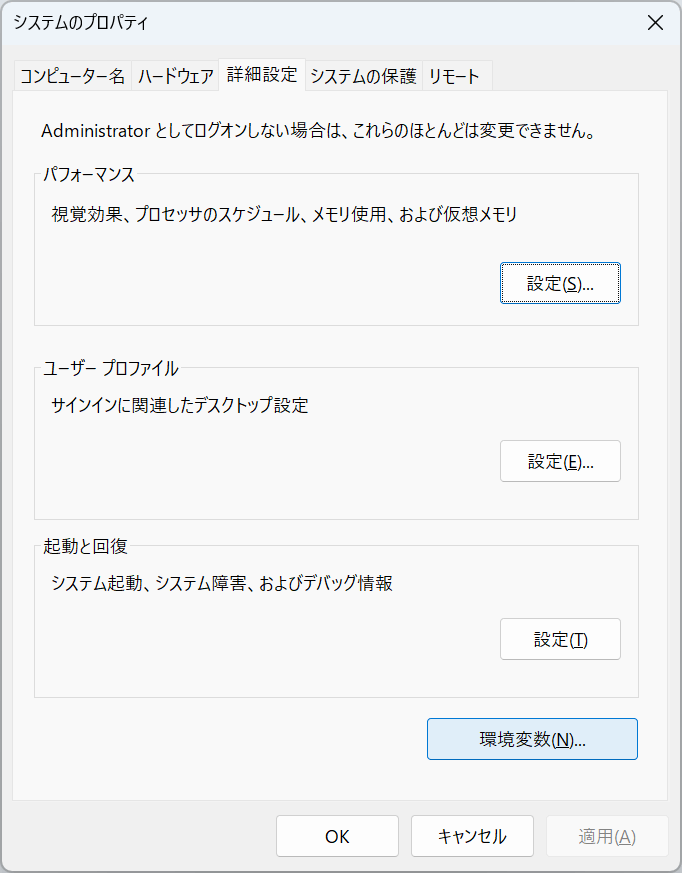 システムのプロパティ
コンピューター名 ハードウェア 詳細設定 システムの保護 リモート
Administrator としてログオンしない場合は、これらのほとんどは変更できません。
パフォーマンス
視覚効果、プロセッサのスケジュール、メモリ使用、および仮想メモリ
設定(S)...
ユーザー プロファイル
サインインに関連したデスクトップ設定
設定(E)...
起動と回復
システム起動、システム障害、およびデバッグ情報
設定(T)
環境変数(N)...
OK キャンセル 適用(A)